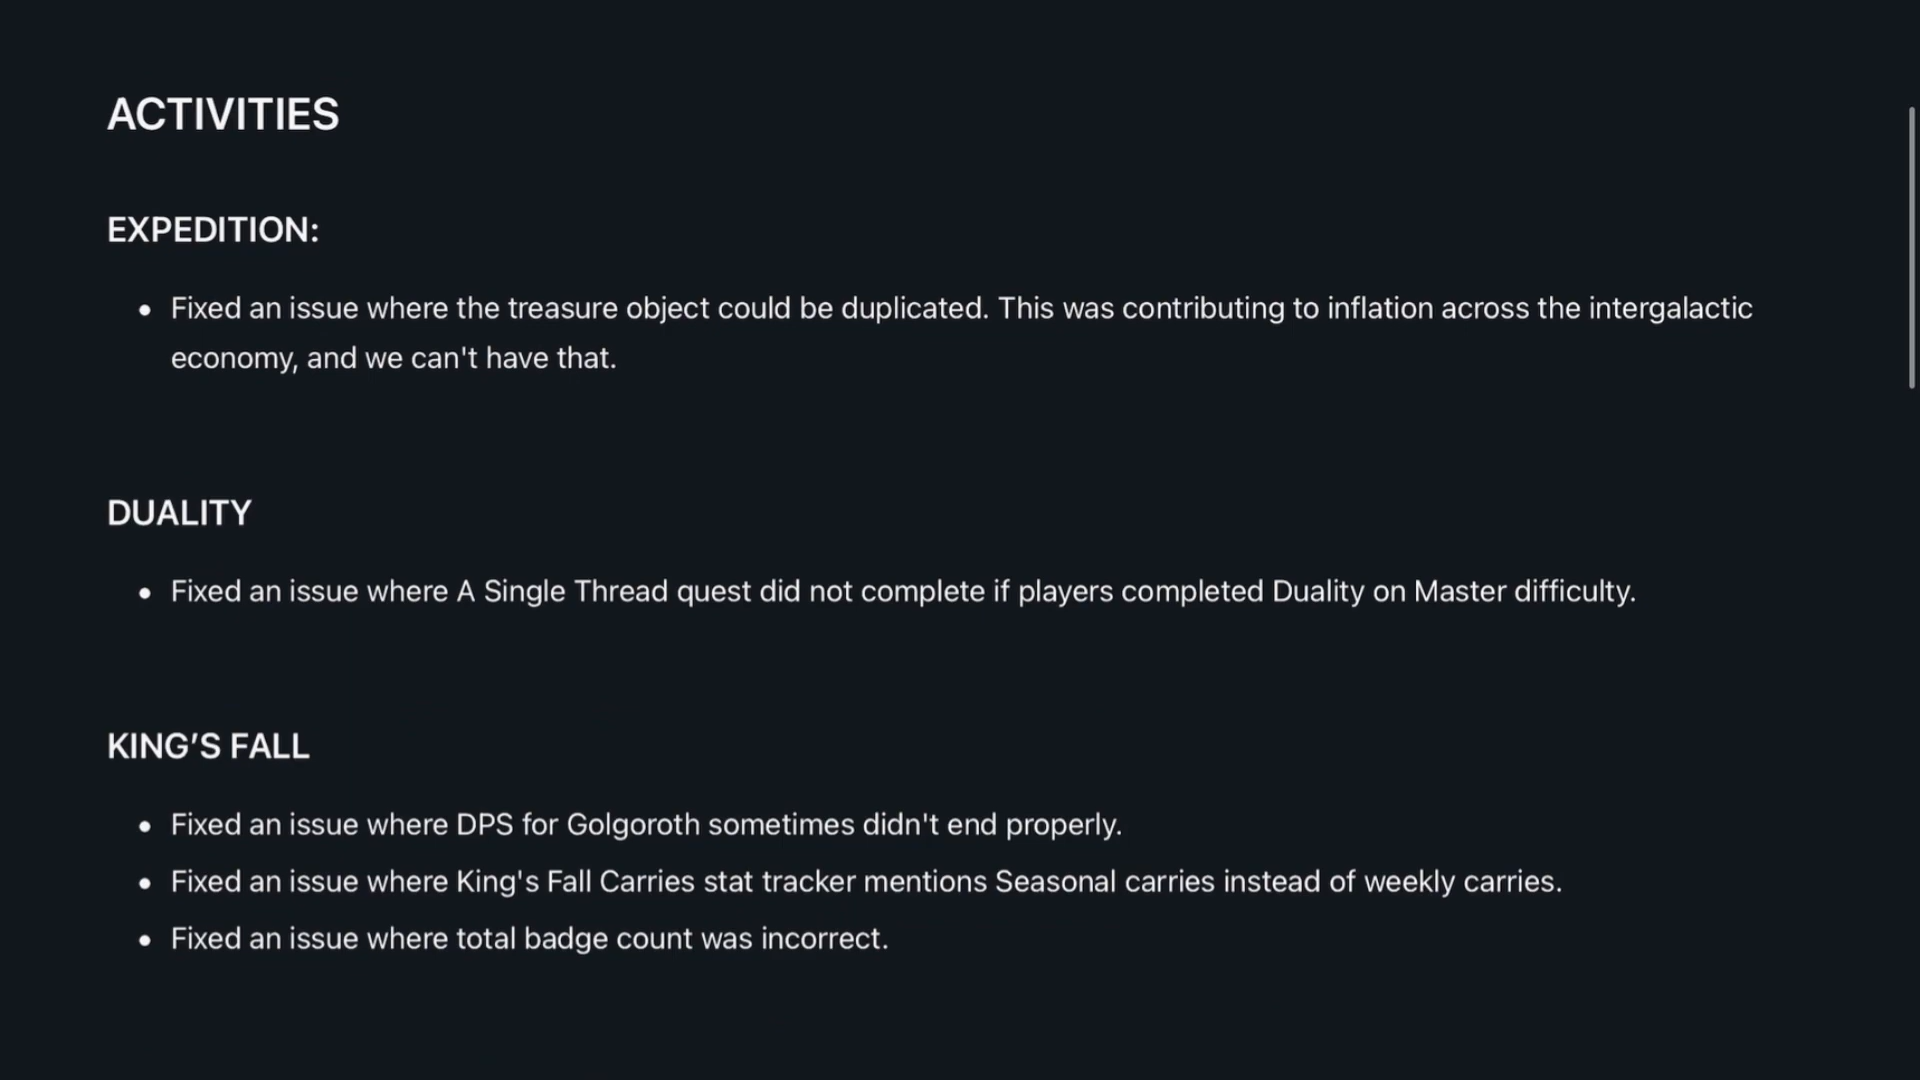 ACTIVITIES
EXPEDITION:
• Fixed an issue where the treasure object could be duplicated. This was contributing to inflation across the intergalactic
economy, and we can't have that.
DUALITY
• Fixed an issue where A Single Thread quest did not complete if players completed Duality on Master difficulty.
KING’S FALL
• Fixed an issue where DPS for Golgoroth sometimes didn't end properly.
• Fixed an issue where King's Fall Carries stat tracker mentions Seasonal carries instead of weekly carries.
• Fixed an issue where total badge count was incorrect.